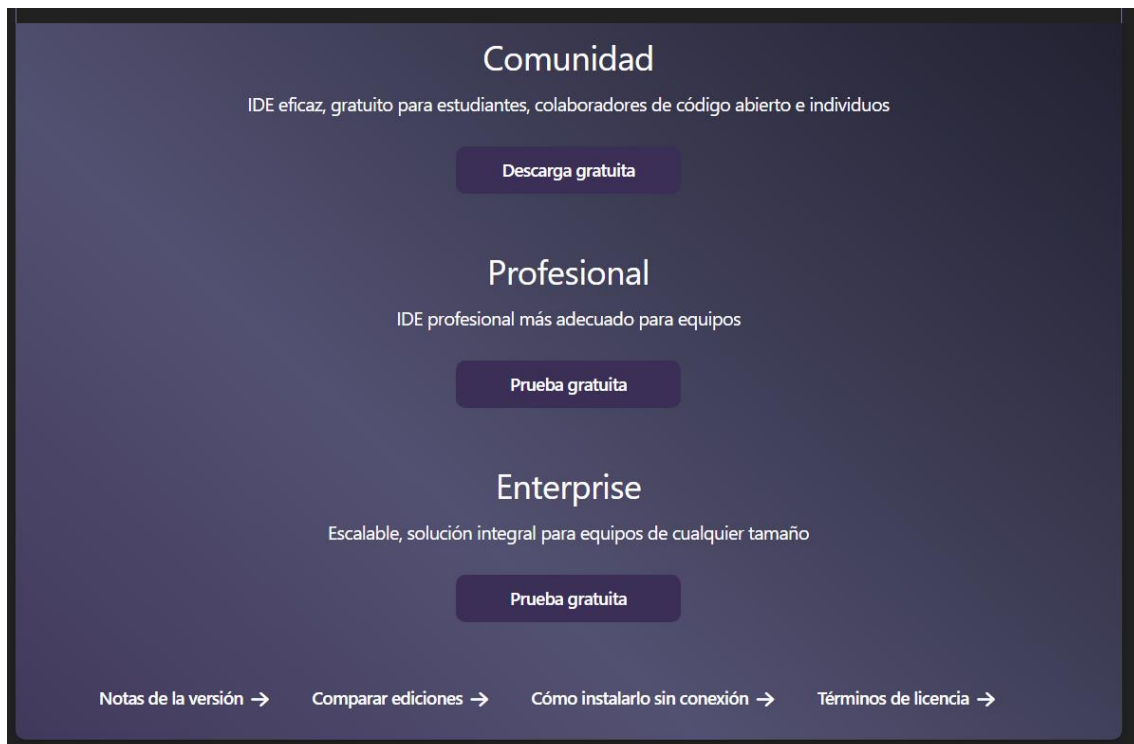 Comunidad
IDE eficaz, gratuito para estudiantes, colaboradores de código abierto e individuos
Descarga gratuita
Profesional
IDE profesional más adecuado para equipos
Prueba gratuita
Enterprise
Escalable, solución integral para equipos de cualquier tamaño
Prueba gratuita
Notas de la versión → Comparar ediciones → Cómo instalarlo sin conexión → Términos de licencia →